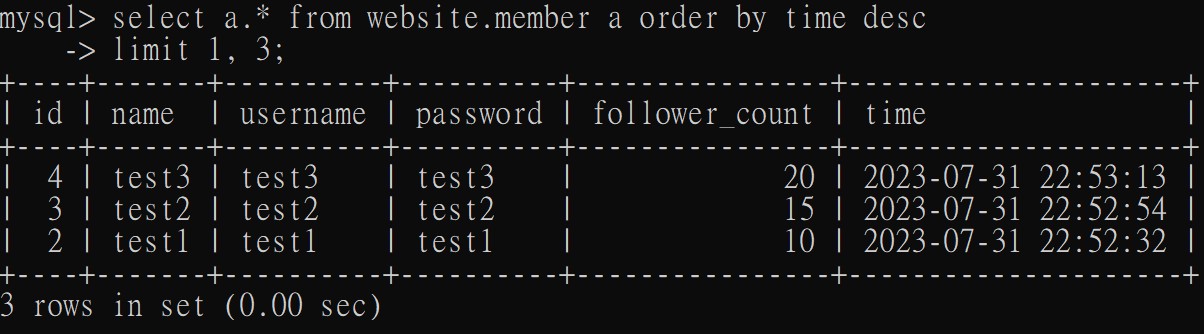 mysql> select a.* from website.member a order by time desc
    -> limit 1, 3;
+----+-------+----------+----------+----------------+---------------------+
| id | name  | username | password | follower_count | time                |
+----+-------+----------+----------+----------------+---------------------+
|  4 | test3 | test3    | test3    |             20 | 2023-07-31 22:53:13 |
|  3 | test2 | test2    | test2    |             15 | 2023-07-31 22:52:54 |
|  2 | test1 | test1    | test1    |             10 | 2023-07-31 22:52:32 |
+----+-------+----------+----------+----------------+---------------------+
3 rows in set (0.00 sec)